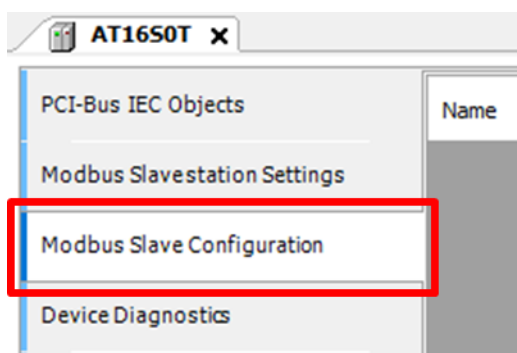 AT16S0T
PCI-Bus IEC Objects
Name
Modbus Slavestation Settings
Modbus Slave Configuration
Device Diagnostics